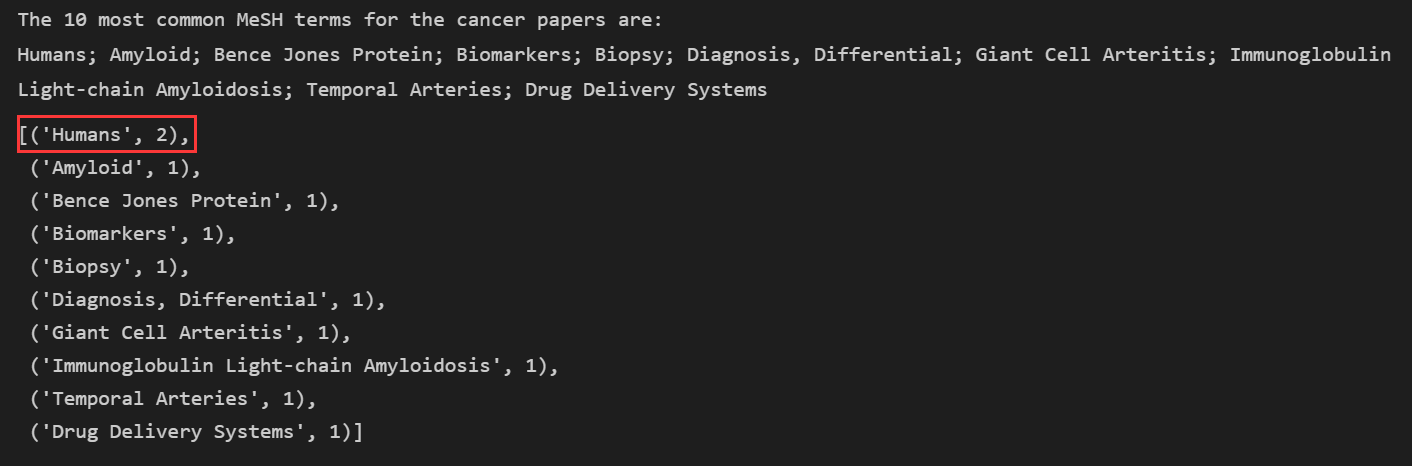 The 10 most common MeSH terms for the cancer papers are:
Humans; Amyloid; Bence Jones Protein; Biomarkers; Biopsy; Diagnosis, Differential; Giant Cell Arteritis; Immunoglobulin
Light-chain Amyloidosis; Temporal Arteries; Drug Delivery Systems
[('Humans', 2),
('Amyloid', 1),
('Bence Jones Protein', 1),
('Biomarkers', 1),
('Biopsy', 1),
('Diagnosis, Differential', 1),
('Giant Cell Arteritis', 1),
('Immunoglobulin Light-chain Amyloidosis', 1),
('Temporal Arteries', 1),
('Drug Delivery Systems', 1)]